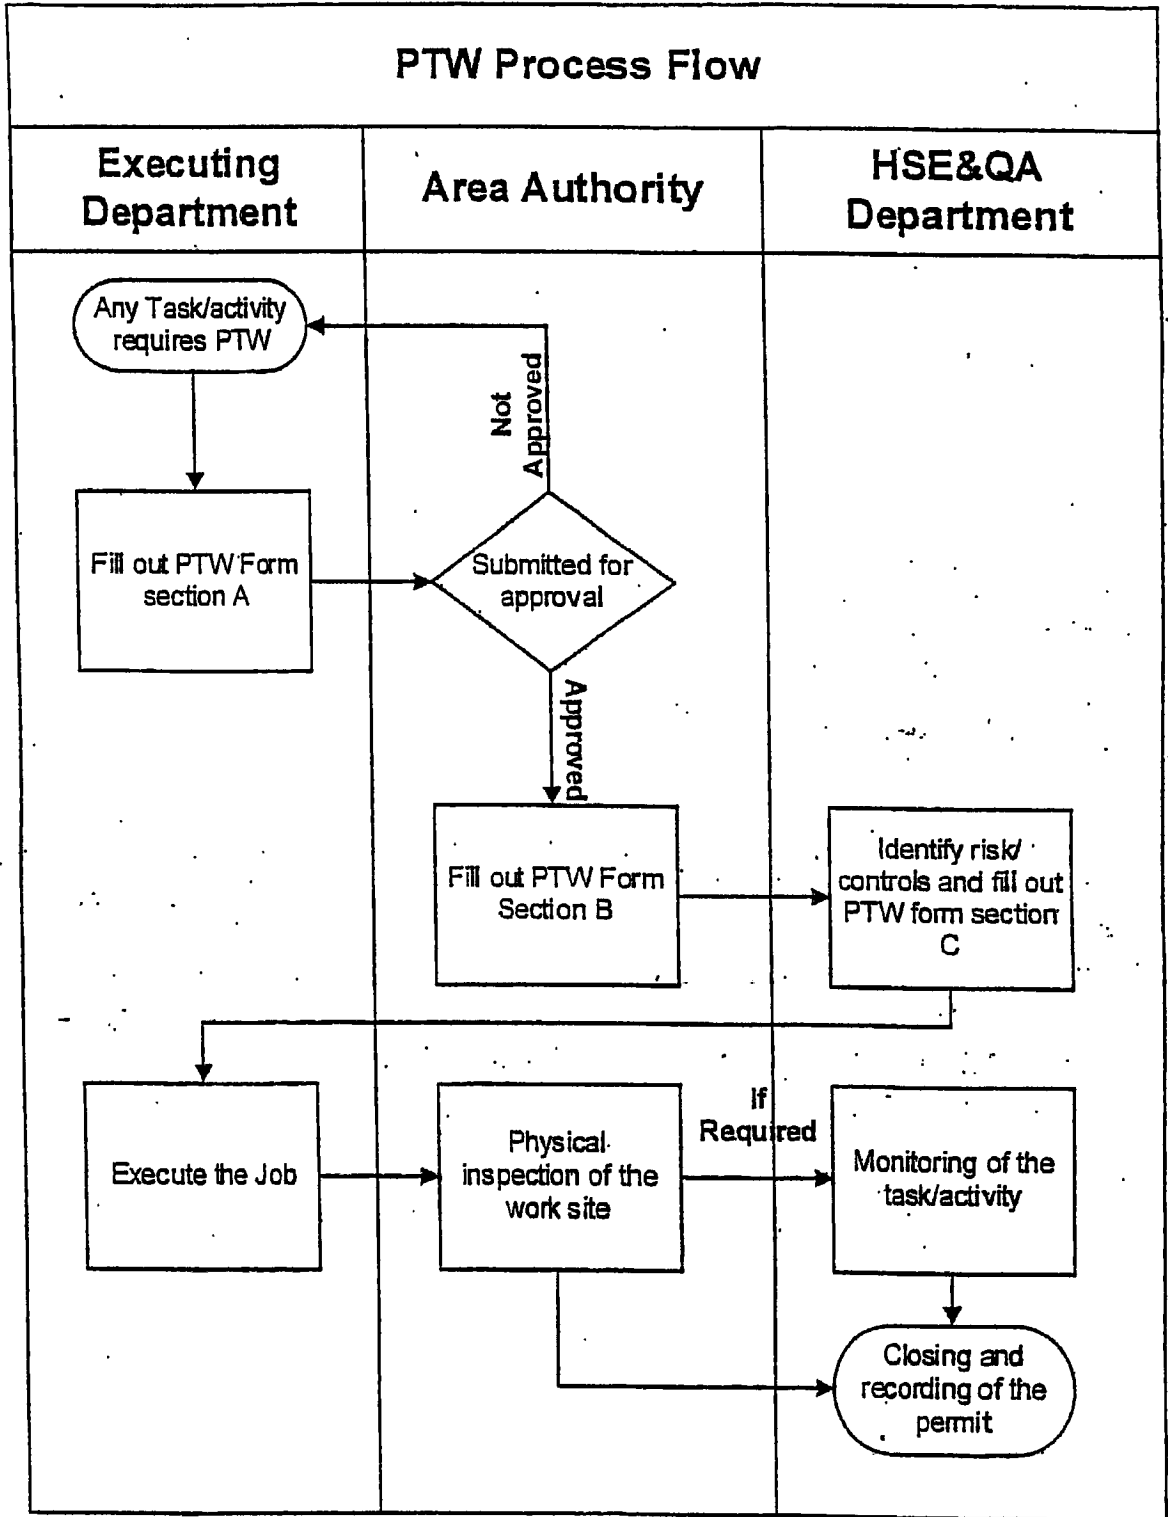 PTW Process Flow
Executing
Department
Area Authority
HSE&QA
Department
Any Task/activity
requires PTW
Not
Approved
Fill out PTW Form
section A
Submitted for
approval
Approved
Fill out PTW Form
Section B
Identify risk/
controls and fill out
PTW form section
C
Execute the Job
Physical
inspection of the
work site
If
Required
Monitoring of the
task/activity
Closing and
recording of the
permit